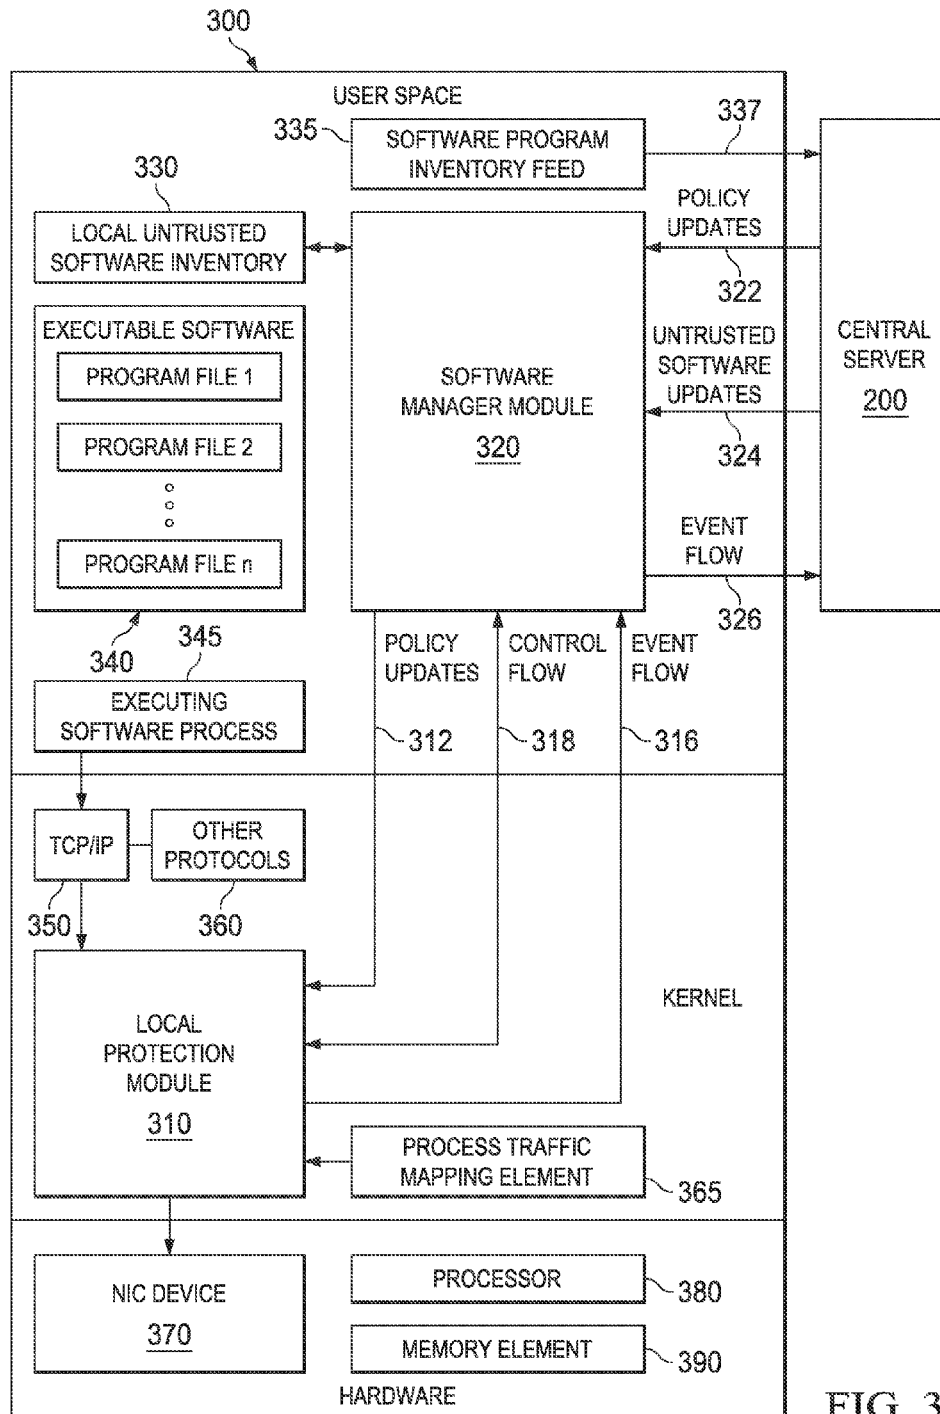 300
USER SPACE
335
SOFTWARE PROGRAM
INVENTORY FEED
337
330
LOCAL UNTRUSTED
SOFTWARE INVENTORY
POLICY
UPDATES
322
EXECUTABLE SOFTWARE
PROGRAM FILE 1
PROGRAM FILE 2
PROGRAM FILE n
340
SOFTWARE
MANAGER MODULE
320
UNTRUSTED
SOFTWARE
UPDATES
324
CENTRAL
SERVER
200
EVENT
FLOW
326
345
EXECUTING
SOFTWARE PROCESS
POLICY
UPDATES
312
CONTROL
FLOW
318
EVENT
FLOW
316
TCP/IP
350
OTHER
PROTOCOLS
360
KERNEL
LOCAL
PROTECTION
MODULE
310
PROCESS TRAFFIC
MAPPING ELEMENT
365
NIC DEVICE
370
PROCESSOR
380
MEMORY ELEMENT
390
HARDWARE
FIG. 3